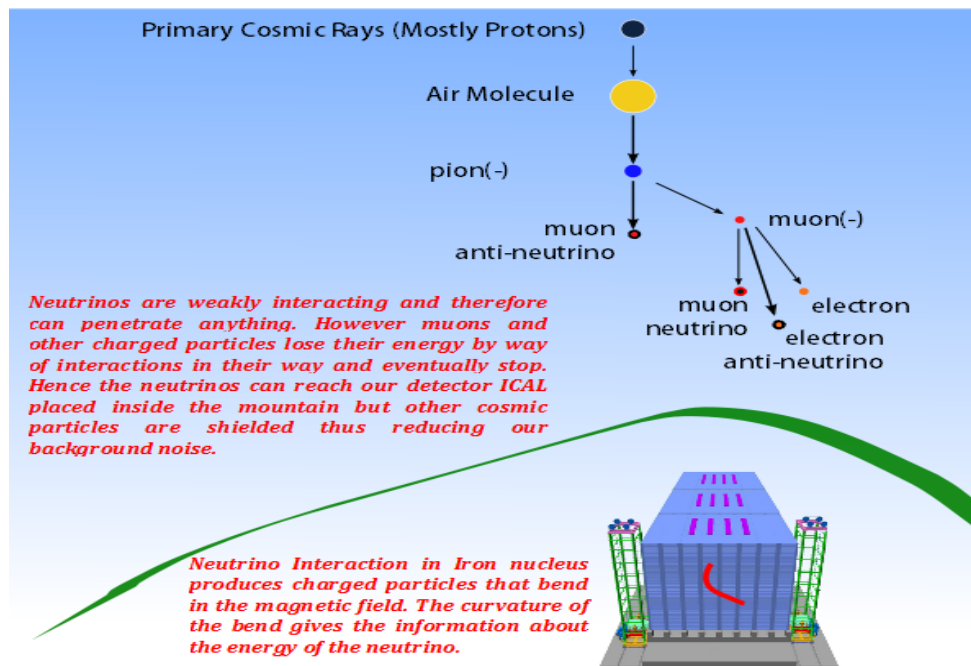 Primary Cosmic Rays (Mostly Protons)
Air Molecule
pion(-)
muon
anti-neutrino
muon(-)
muon
neutrino
electron
electron
anti-neutrino
Neutrinos are weakly interacting and therefore
can penetrate anything. However muons and
other charged particles lose their energy by way
of interactions in their way and eventually stop.
Hence the neutrinos can reach our detector ICAL
placed inside the mountain but other cosmic
particles are shielded thus reducing our
background noise.
Neutrino Interaction in Iron nucleus
produces charged particles that bend
in the magnetic field. The curvature of
the bend gives the information about
the energy of the neutrino.